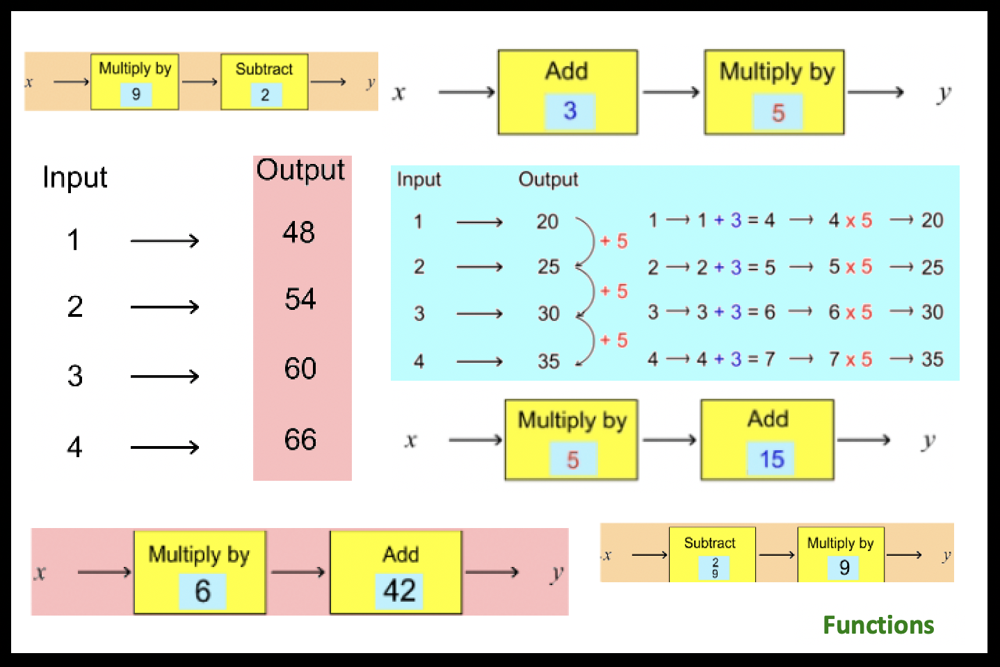 x → Multiply by 9 → Subtract 2 → y
x → Add 3 → Multiply by 5 → y
Input Output
1 → 48
2 → 54
3 → 60
4 → 66
Input Output
1 → 20 1 → 1 + 3 = 4 → 4 x 5 → 20
+ 5
2 → 25 2 → 2 + 3 = 5 → 5 x 5 → 25
+ 5
3 → 30 3 → 3 + 3 = 6 → 6 x 5 → 30
+ 5
4 → 35 4 → 4 + 3 = 7 → 7 x 5 → 35
x → Multiply by 5 → Add 15 → y
x → Multiply by 6 → Add 42 → y
x → Subtract 2 9 → Multiply by 9 → y
Functions